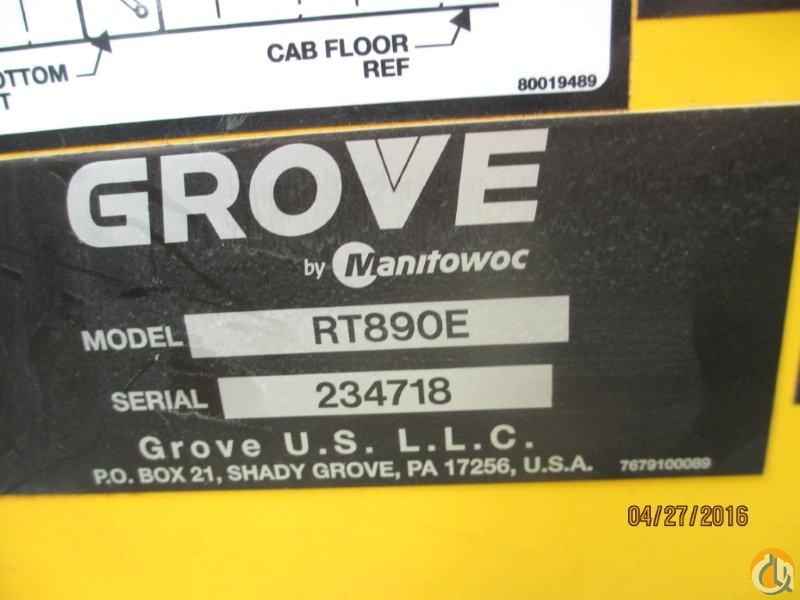 CAB FLOOR
OTTOM
REF
T
80019489
GROVE
by Manitowoc
MODEL RT890E
SERIAL 234718
Grove U.S. L.L.C.
P.O. BOX 21, SHADY GROVE, PA 17256, U.S.A. 7679100089
04/27/2016